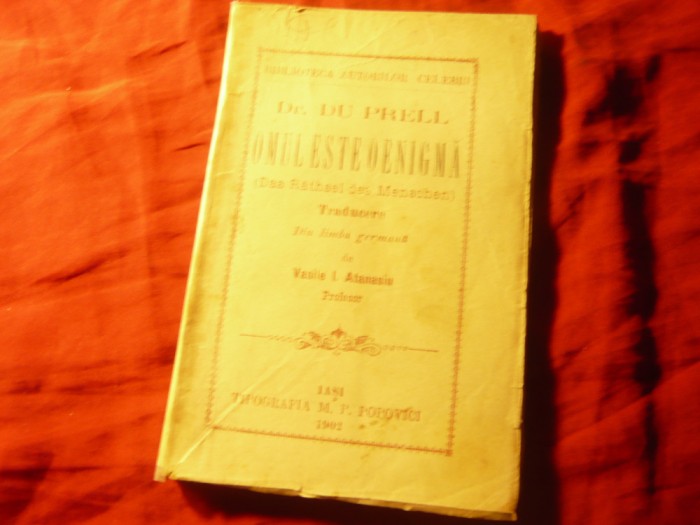 BIBLIOTECA AUTORILOR CELEBRI
Dr. DU PRELL
OMUL ESTE O ENIGMĂ
(Das Räthsel des Menschen)
Traducere
Din limba germană
de
Vasile I. Atanasiu
Profesor
IAȘI
TIPOGRAFIA M. P. POPOVICI
1902